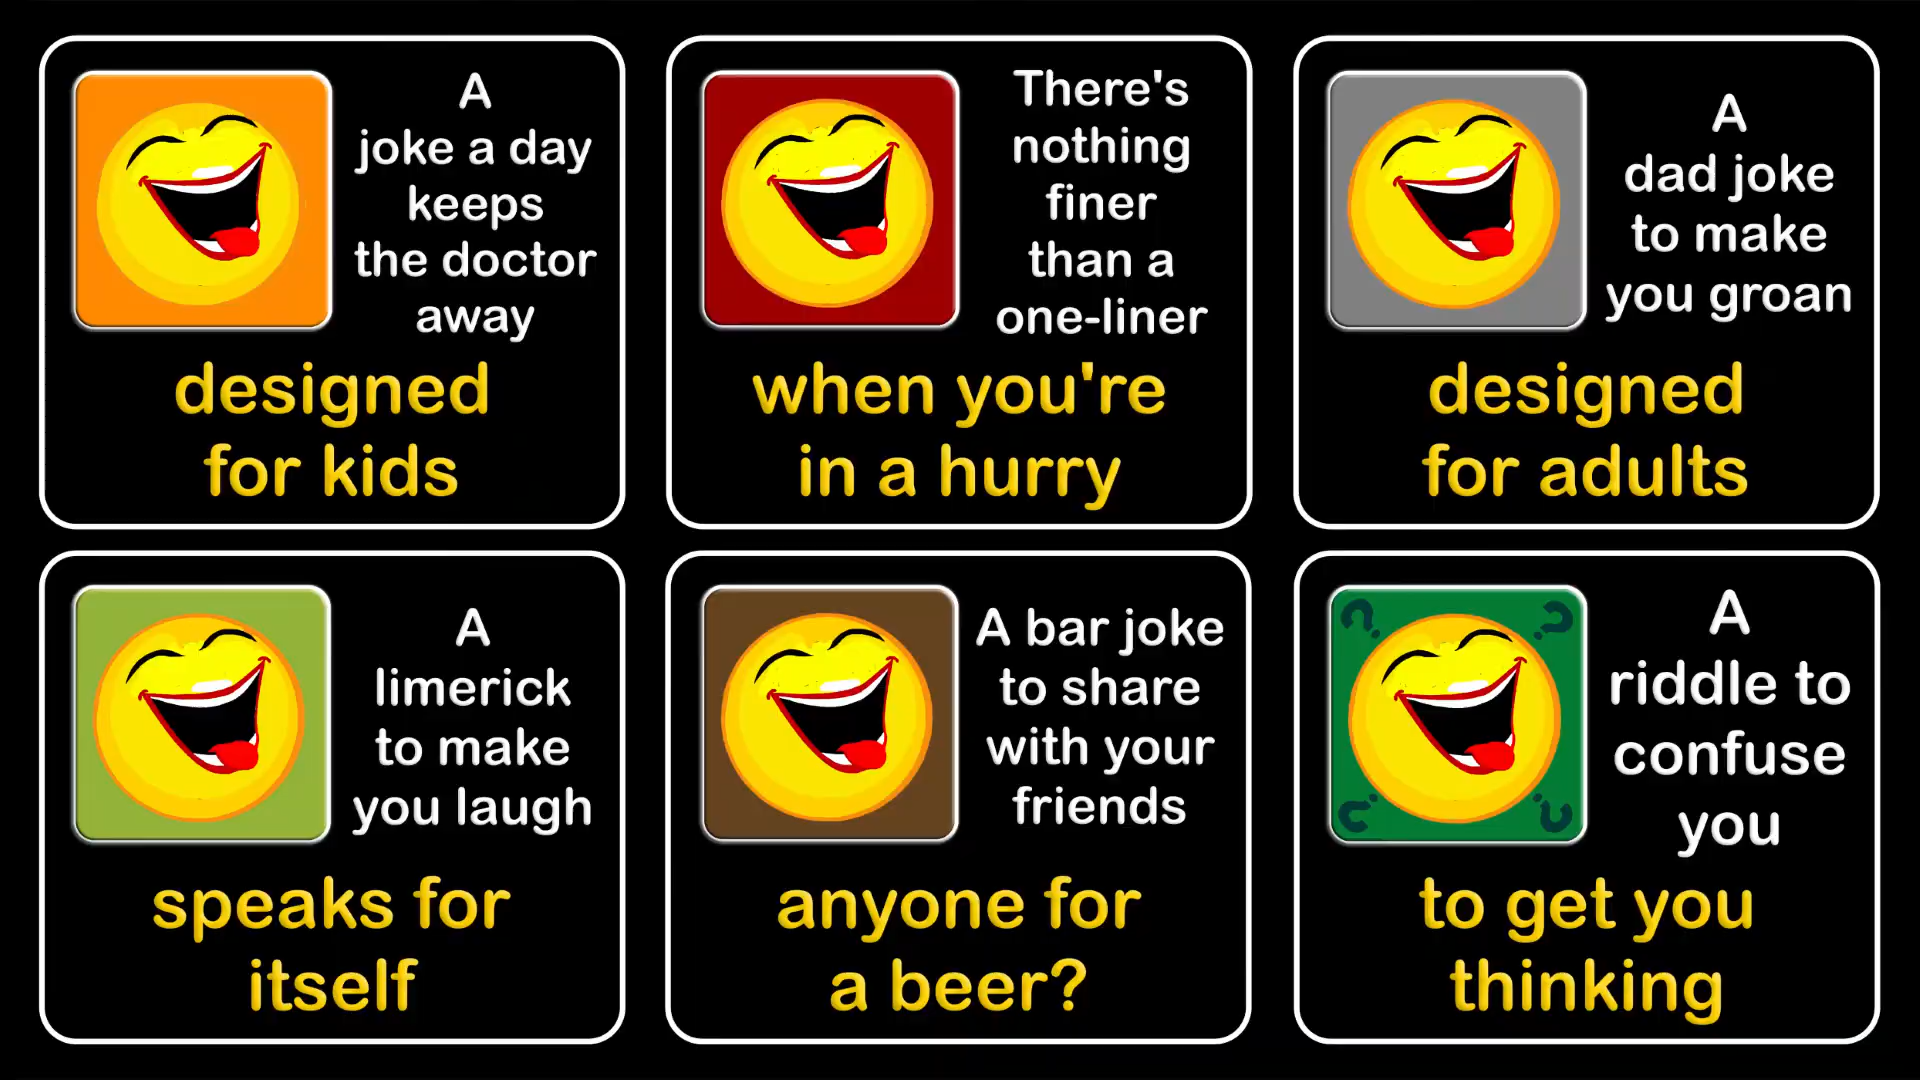 A
joke a day
keeps
the doctor
away
designed
for kids
There's
nothing
finer
than a
one-liner
when you're
in a hurry
A
dad joke
to make
you groan
designed
for adults
A
limerick
to make
you laugh
speaks for
itself
A bar joke
to share
with your
friends
anyone for
a beer?
? ?
? ?
A
riddle to
confuse
you
to get you
thinking